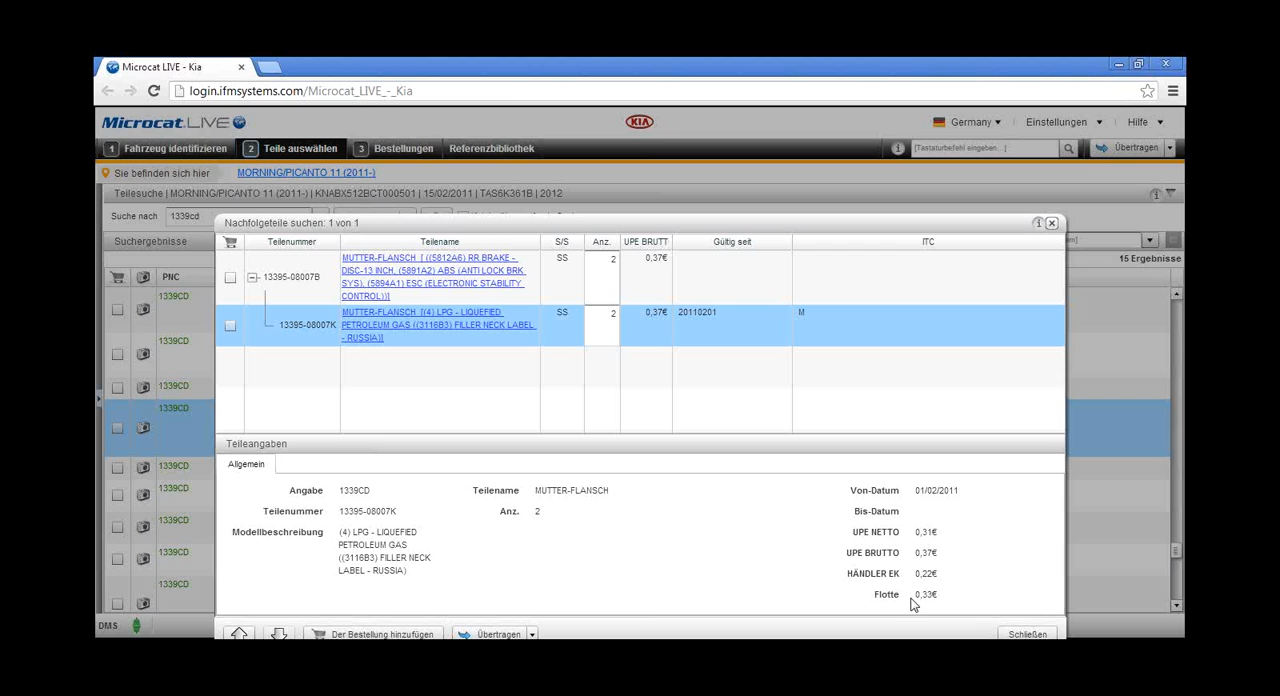 Microcat LIVE - Kia
login.ifmsystems.com/Microcat_LIVE_-_Kia
Microcat.LIVE
KIA
Germany
Einstellungen
Hilfe
1 Fahrzeug identifizieren
2 Teile auswählen
3 Bestellungen
Referenzbibliothek
[Tastaturbefehl eingeben...]
Übertragen
Sie befinden sich hier
MORNING/PICANTO 11 (2011-)
Teilesuche | MORNING/PICANTO 11 (2011-) | KNABX512BCT000501 | 15/02/2011 | TAS6K361B | 2012
Suche nach
1339cd
Suchergebnisse
15 Ergebnisse
PNC
1339CD
1339CD
1339CD
1339CD
1339CD
1339CD
1339CD
1339CD
1339CD
Nachfolgeteile suchen: 1 von 1
Teilenummer
Teilename
S/S
Anz.
UPE BRUTT
Gültig seit
ITC
13395-08007B
MUTTER-FLANSCH [ ((5812A6) RR BRAKE -
DISC-13 INCH, (5891A2) ABS (ANTI LOCK BRK
SYS), (5894A1) ESC (ELECTRONIC STABILITY
CONTROL))]
SS
2
0,37€
13395-08007K
MUTTER-FLANSCH [(4) LPG - LIQUEFIED
PETROLEUM GAS ((3116B3) FILLER NECK LABEL
- RUSSIA)]
SS
2
0,37€
20110201
M
Teileangaben
Allgemein
Angabe 1339CD
Teilename MUTTER-FLANSCH
Von-Datum 01/02/2011
Teilenummer 13395-08007K
Anz. 2
Bis-Datum
Modellbeschreibung
(4) LPG - LIQUEFIED
PETROLEUM GAS
((3116B3) FILLER NECK
LABEL - RUSSIA)
UPE NETTO 0,31€
UPE BRUTTO 0,37€
HÄNDLER EK 0,22€
Flotte 0,33€
DMS
Der Bestellung hinzufügen
Übertragen
Schließen